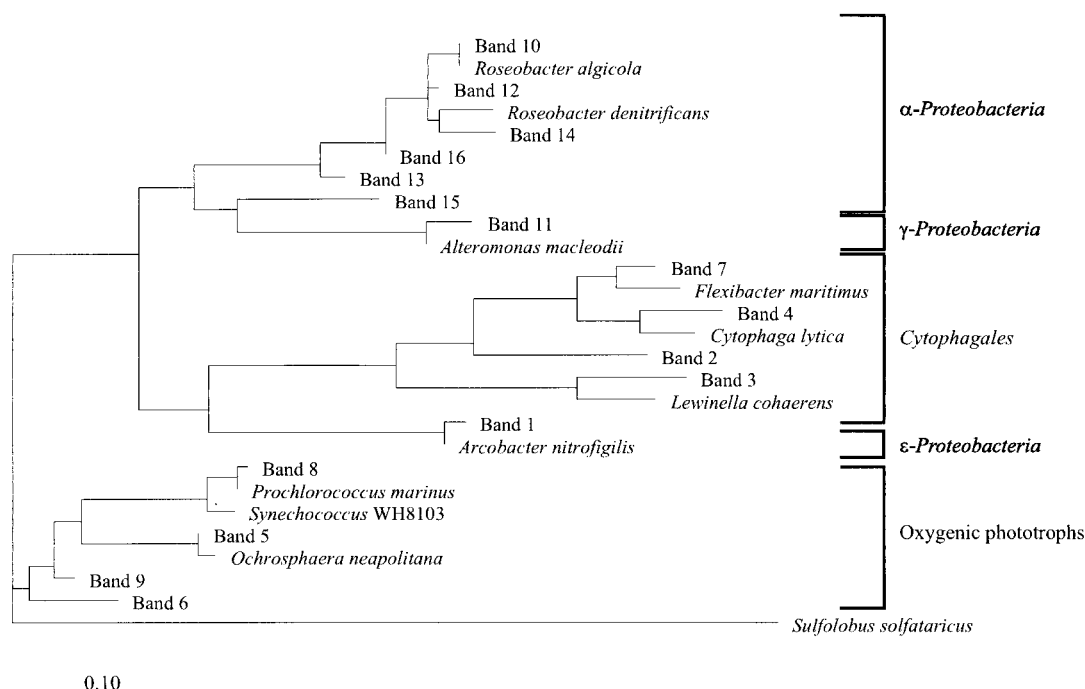 Band 10
Roseobacter algicola
Band 12
Roseobacter denitrificans
Band 14
Band 16
Band 13
Band 15
Band 11
Alteromonas macleodii
Band 7
Flexibacter maritimus
Band 4
Cytophaga lytica
Band 2
Band 3
Lewinella cohaerens
Band 1
Arcobacter nitrofigilis
Band 8
Prochlorococcus marinus
Synechococcus WH8103
Band 5
Ochrosphaera neapolitana
Band 9
Band 6
Sulfolobus solfataricus
α-Proteobacteria
γ-Proteobacteria
Cytophagales
ε-Proteobacteria
Oxygenic phototrophs
0.10